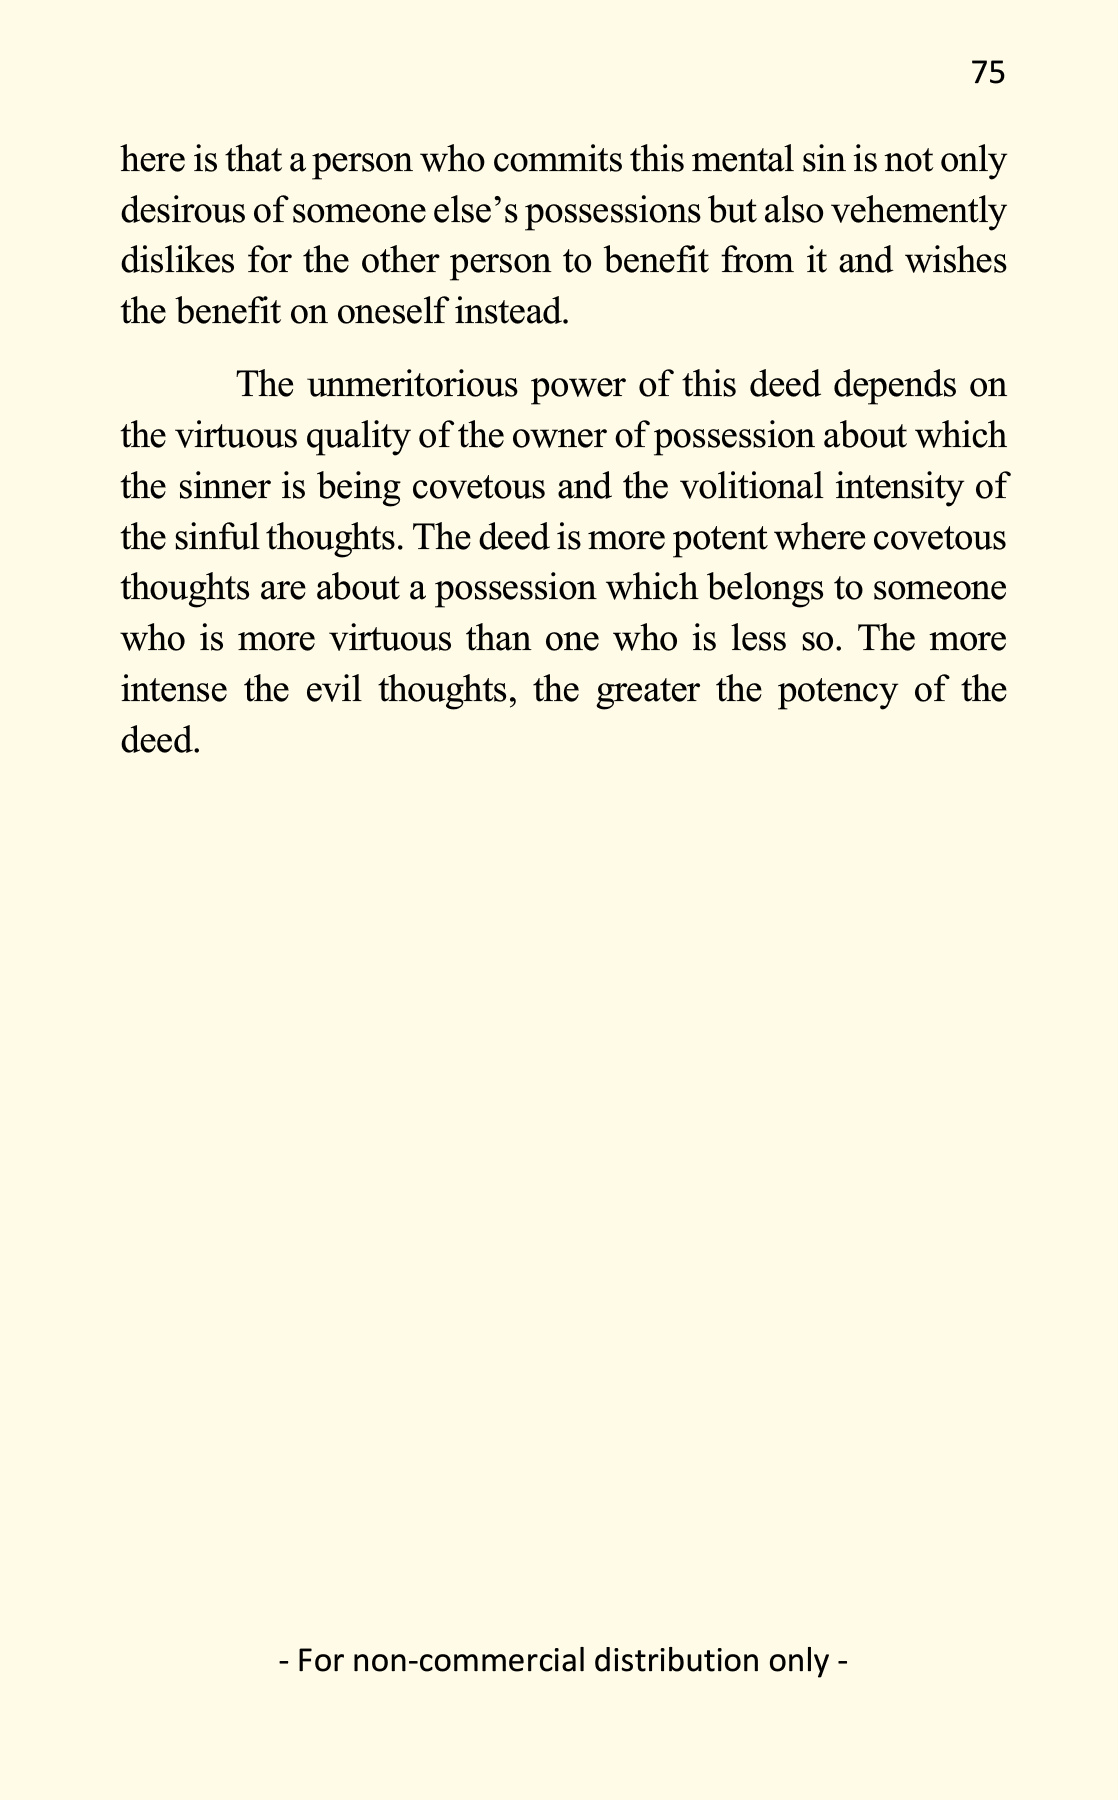 75
here is that a person who commits this mental sin is not only
desirous of someone else’s possessions but also vehemently
dislikes for the other person to benefit from it and wishes
the benefit on oneself instead.
The unmeritorious power of this deed depends on
the virtuous quality of the owner of possession about which
the sinner is being covetous and the volitional intensity of
the sinful thoughts. The deed is more potent where covetous
thoughts are about a possession which belongs to someone
who is more virtuous than one who is less so. The more
intense the evil thoughts, the greater the potency of the
deed.
- For non-commercial distribution only -